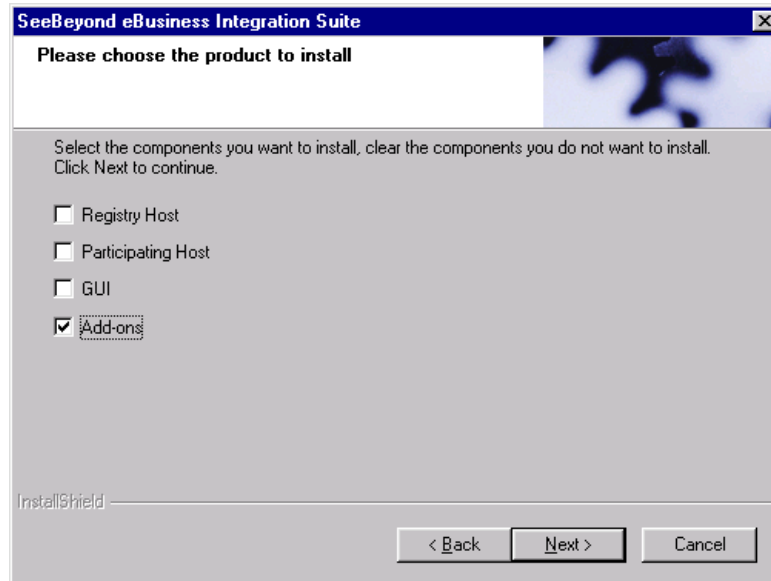 SeeBeyond eBusiness Integration Suite
Please choose the product to install
Select the components you want to install, clear the components you do not want to install.
Click Next to continue.
Registry Host
Participating Host
GUI
Add-ons
InstallShield
< Back Next > Cancel